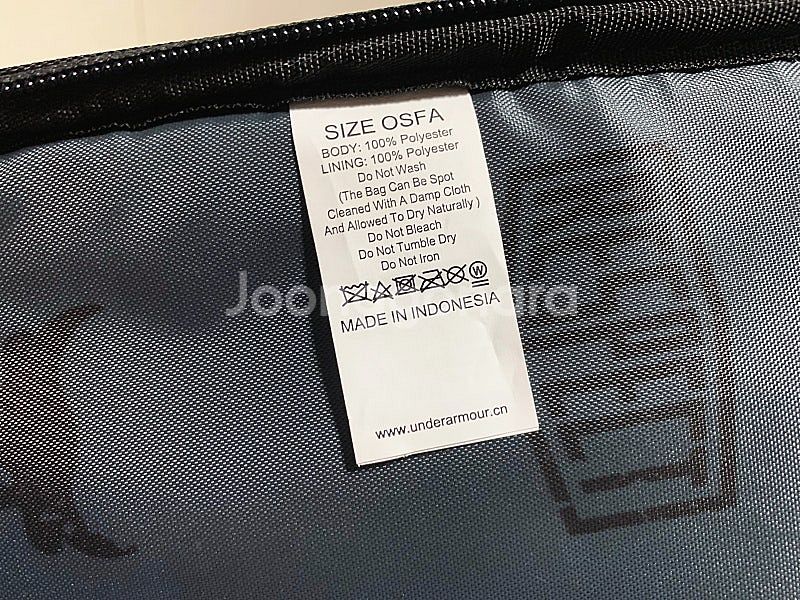 SIZE OSFA
BODY: 100% Polyester
LINING: 100% Polyester
Do Not Wash
(The Bag Can Be Spot
Cleaned With A Damp Cloth
And Allowed To Dry Naturally )
Do Not Bleach
Do Not Tumble Dry
Do Not Iron
W
MADE IN INDONESIA
www.underarmour.cn